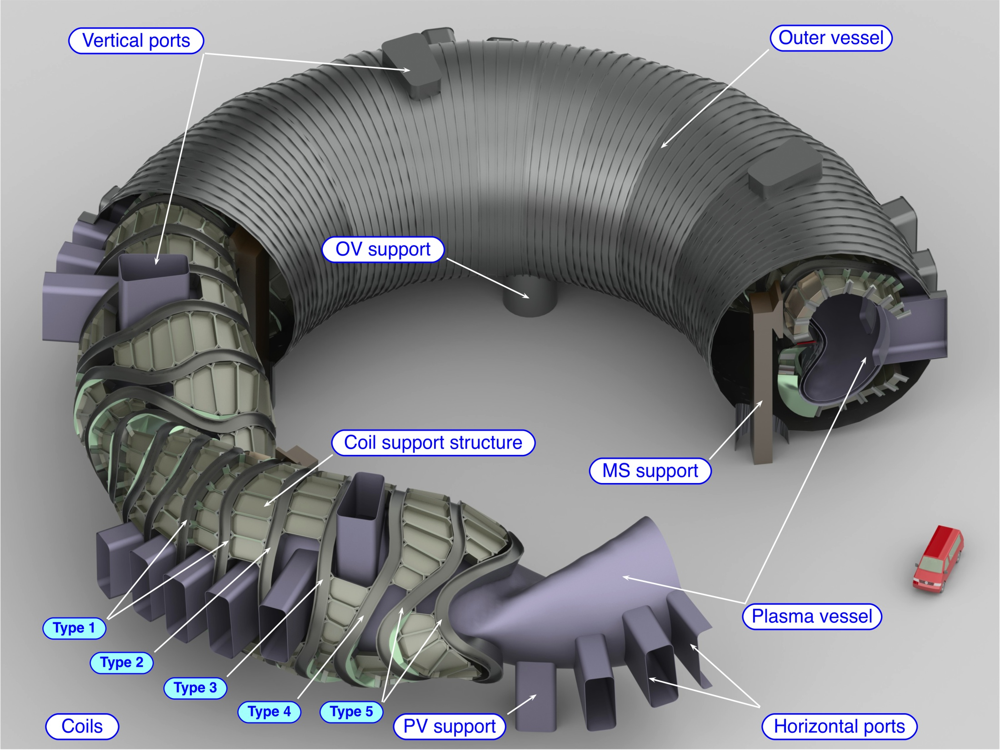 Vertical ports
Outer vessel
OV support
Coil support structure
MS support
Plasma vessel
Type 1
Type 2
Type 3
Type 4
Type 5
Coils
PV support
Horizontal ports